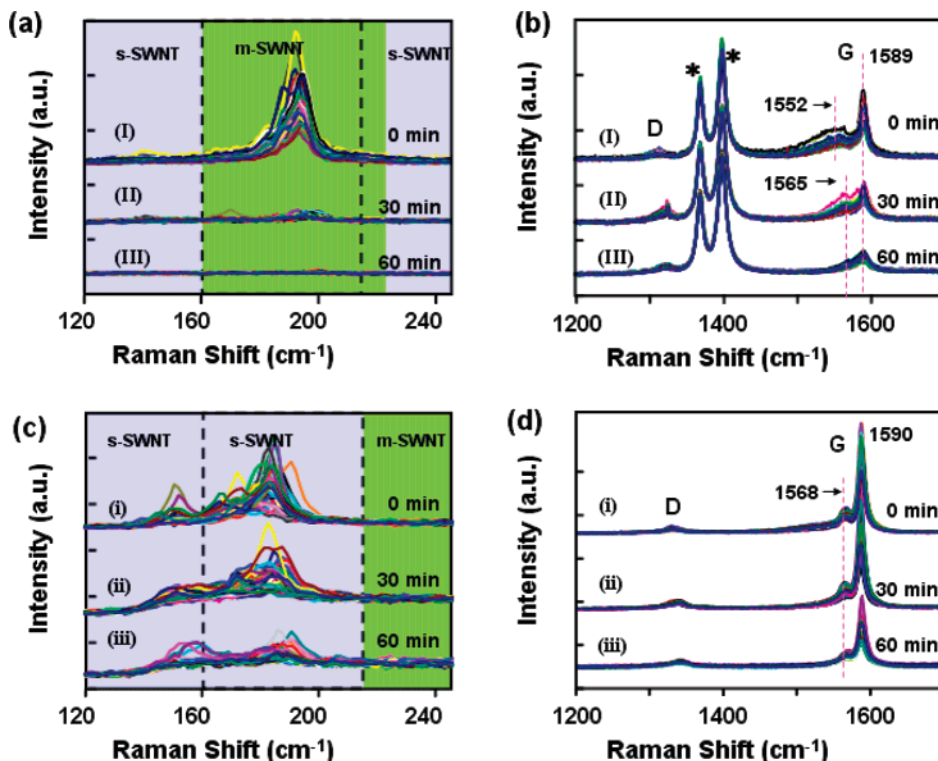 (a)
s-SWNT
m-SWNT
s-SWNT
(I)
0 min
(II)
30 min
(III)
60 min
Intensity (a.u.)
120
160
200
240
Raman Shift (cm⁻¹)
(b)
*
*
G
1589
1552
D
(I)
0 min
1565
(II)
30 min
(III)
60 min
Intensity (a.u.)
1200
1400
1600
Raman Shift (cm⁻¹)
(c)
s-SWNT
s-SWNT
m-SWNT
(i)
0 min
(ii)
30 min
(iii)
60 min
Intensity (a.u.)
120
160
200
240
Raman Shift (cm⁻¹)
(d)
G
1590
1568
D
(i)
0 min
(ii)
30 min
(iii)
60 min
Intensity (a.u.)
1200
1400
1600
Raman Shift (cm⁻¹)